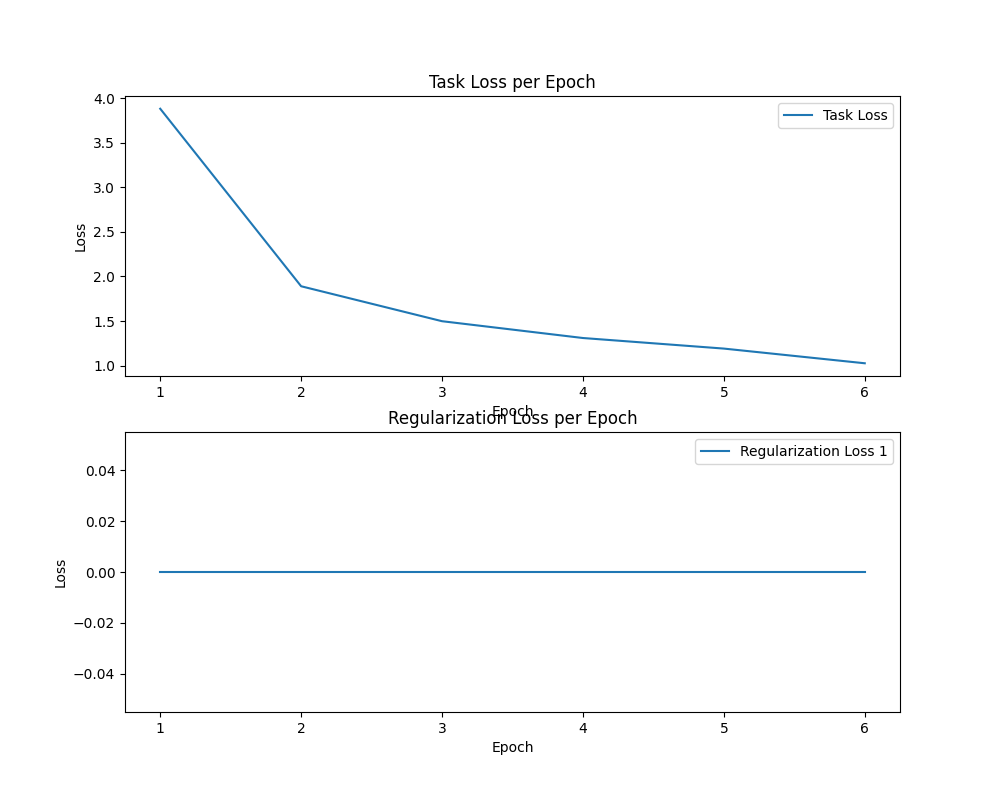 Task Loss per Epoch
Task Loss
4.0
3.5
3.0
2.5
2.0
1.5
1.0
Loss
1 2 3 4 5 6
Epoch
Regularization Loss per Epoch
Regularization Loss 1
0.04
0.02
0.00
−0.02
−0.04
Loss
1 2 3 4 5 6
Epoch